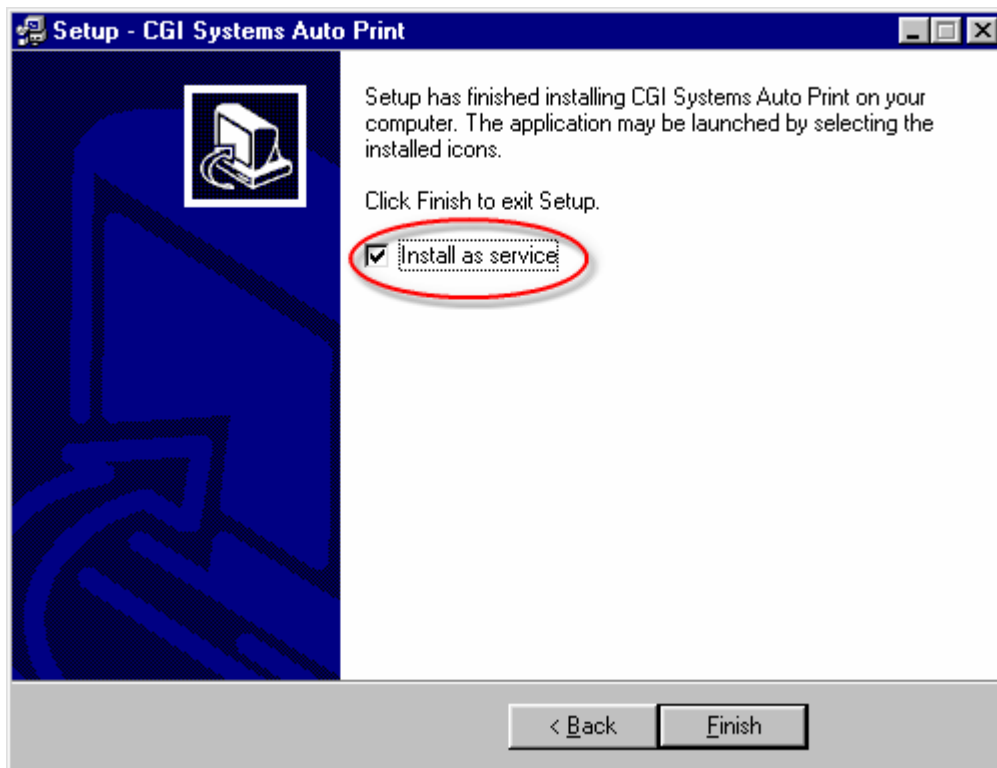 Setup - CGI Systems Auto Print
Setup has finished installing CGI Systems Auto Print on your
computer. The application may be launched by selecting the
installed icons.
Click Finish to exit Setup.
Install as service
< Back
Finish